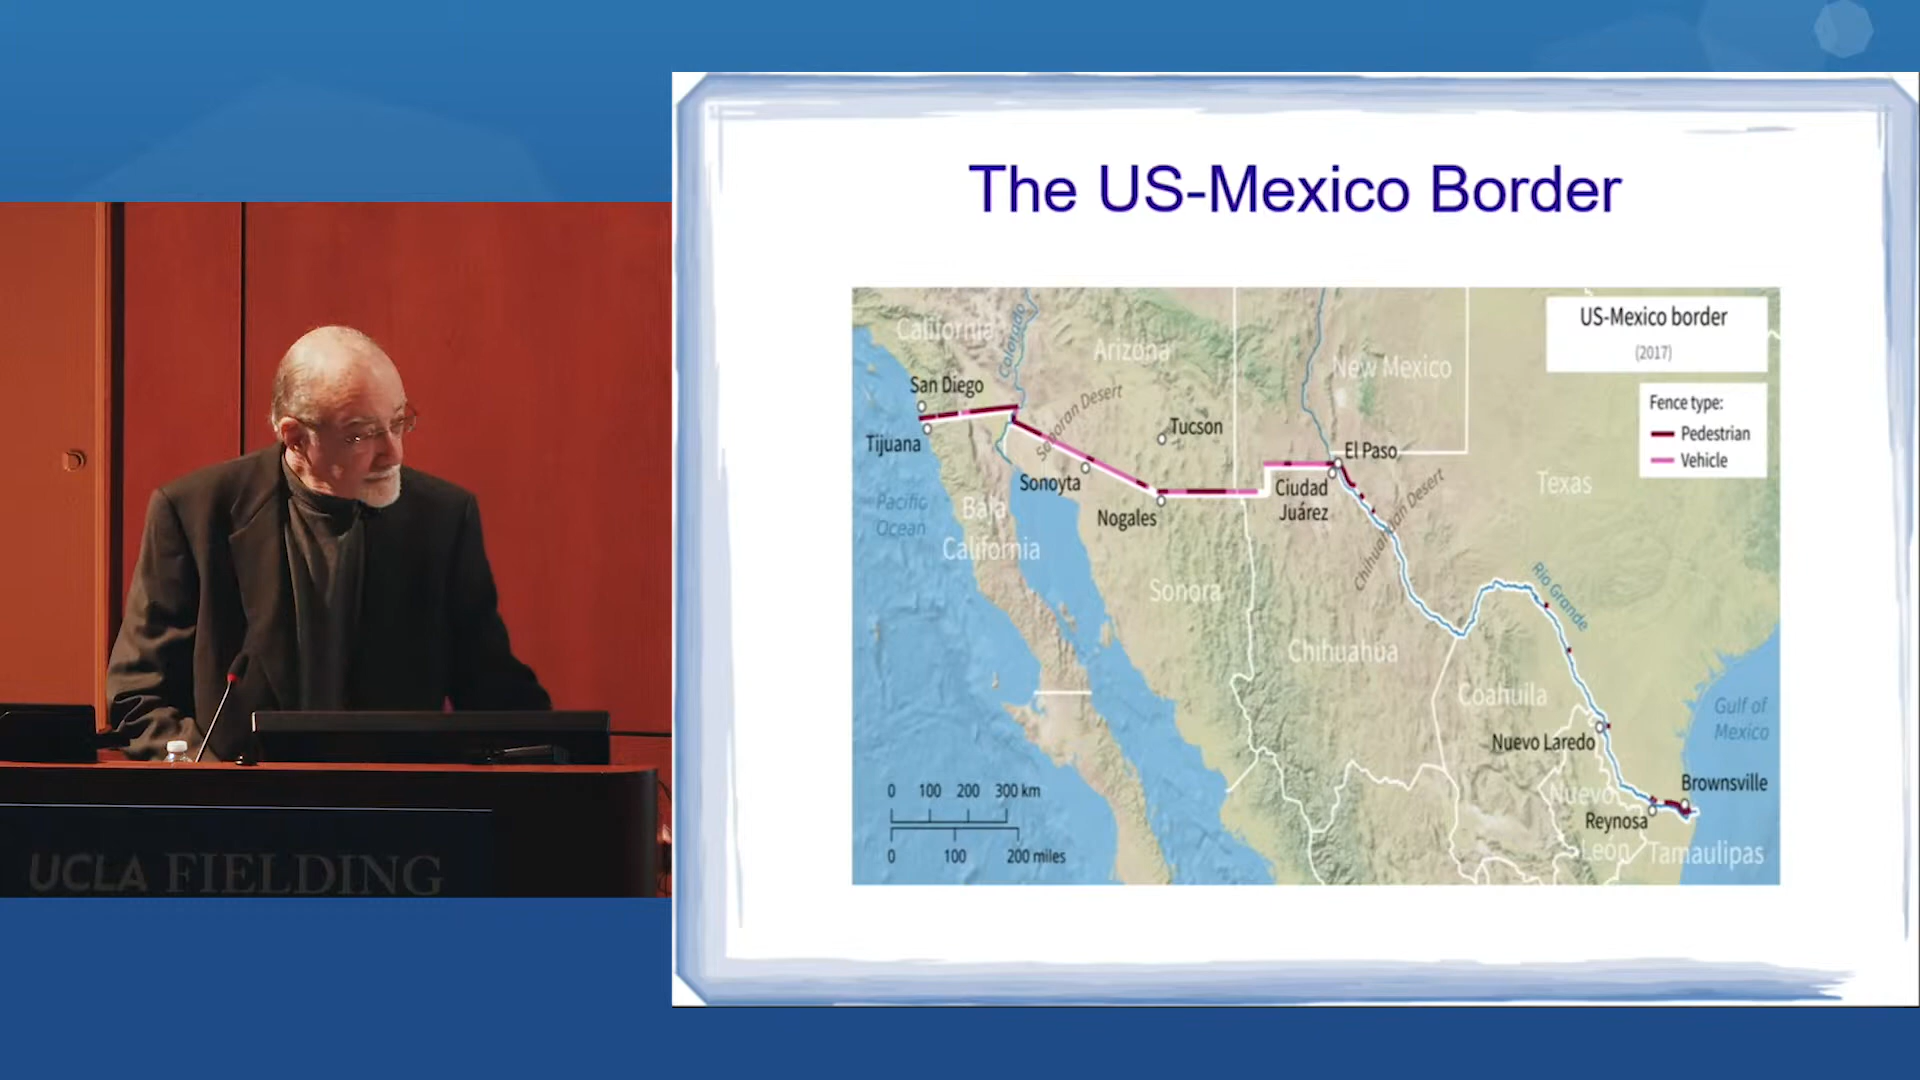 The US-Mexico Border
US-Mexico border
(2017)
Fence type:
Pedestrian
Vehicle
California
Colorado
Arizona
New Mexico
San Diego
Sonoran Desert
Tijuana
Tucson
El Paso
Texas
Sonoyta
Ciudad
Juárez
Chihuahuan Desert
Pacific
Ocean
Baja
California
Nogales
Sonora
Rio Grande
Chihuahua
Coahuila
Gulf of
Mexico
Nuevo Laredo
Brownsville
Nuevo
León
Reynosa
Tamaulipas
0 100 200 300 km
0 100 200 miles
UCLA FIELDING